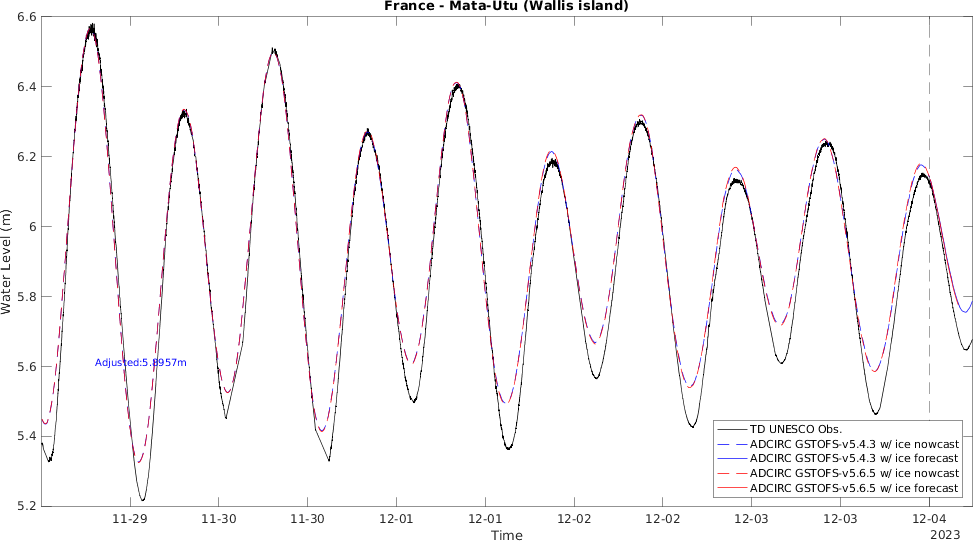 France - Mata-Utu (Wallis island)
6.6
6.4
6.2
6
5.8
5.6
5.4
5.2
Water Level (m)
Adjusted:5.8957m
TD UNESCO Obs.
ADCIRC GSTOFS-v5.4.3 w/ ice nowcast
ADCIRC GSTOFS-v5.4.3 w/ ice forecast
ADCIRC GSTOFS-v5.6.5 w/ ice nowcast
ADCIRC GSTOFS-v5.6.5 w/ ice forecast
11-29 11-30 11-30 12-01 12-01 12-02 12-02 12-03 12-03 12-04
Time
2023